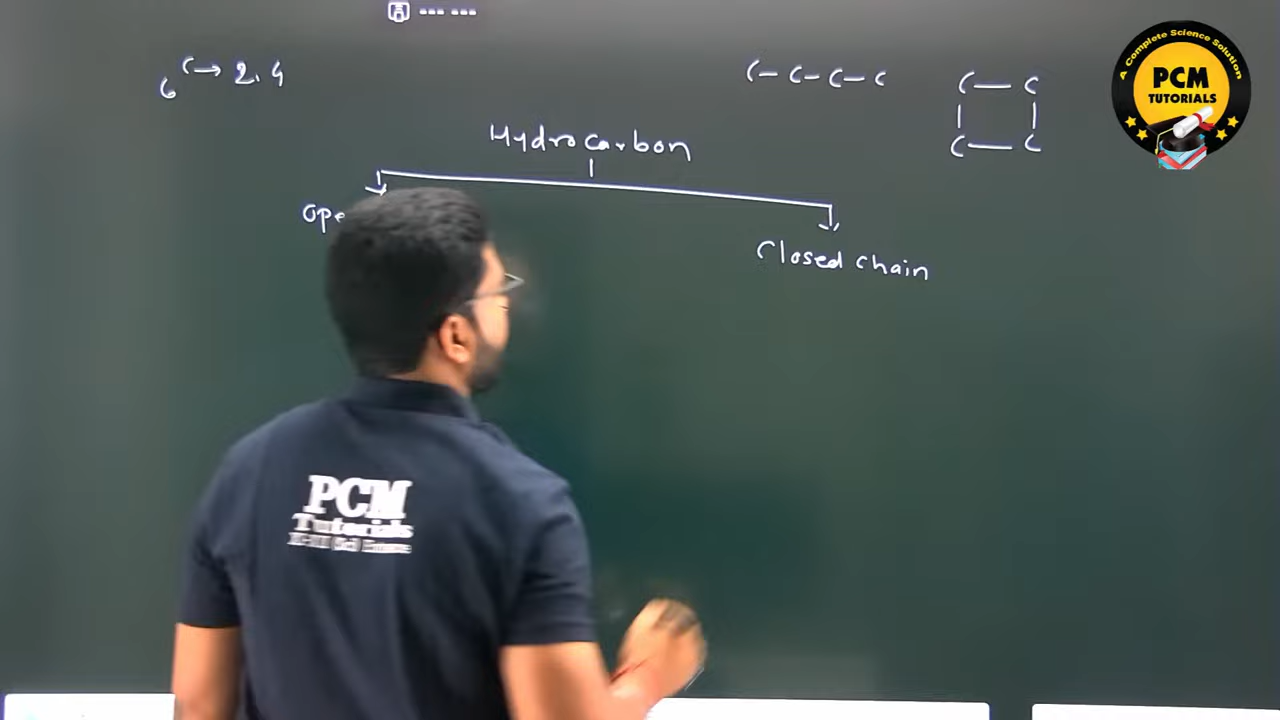 ₆C → 2, 4
C – C – C – C
C — C
| |
C — C
Hydrocarbon
Ope
Closed chain
A Complete Science Solution
PCM
TUTORIALS
PCM
Tutorials